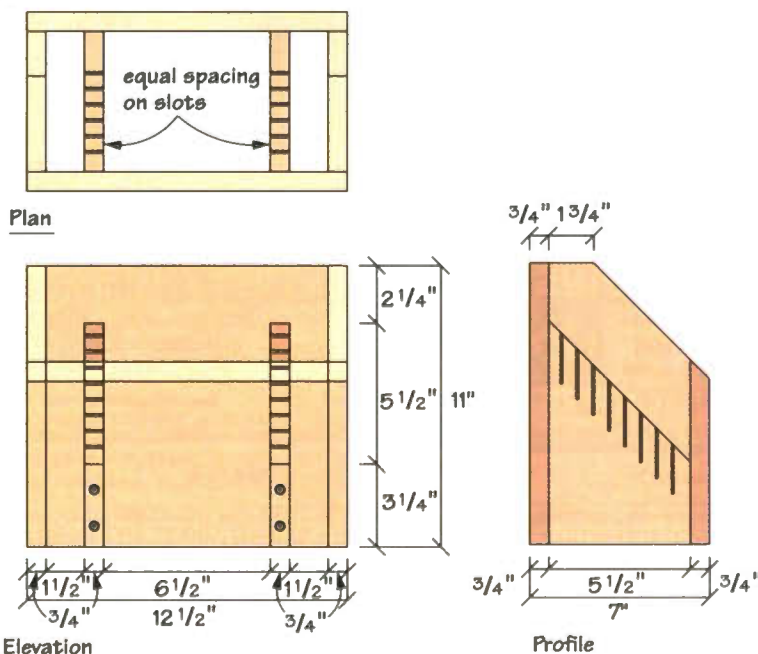 equal spacing
on slots
Plan
3/4" 1 3/4"
2 1/4"
5 1/2"
11"
3 1/4"
1 1/2" 6 1/2" 1 1/2"
3/4" 12 1/2" 3/4"
3/4" 5 1/2" 3/4"
7"
Elevation
Profile